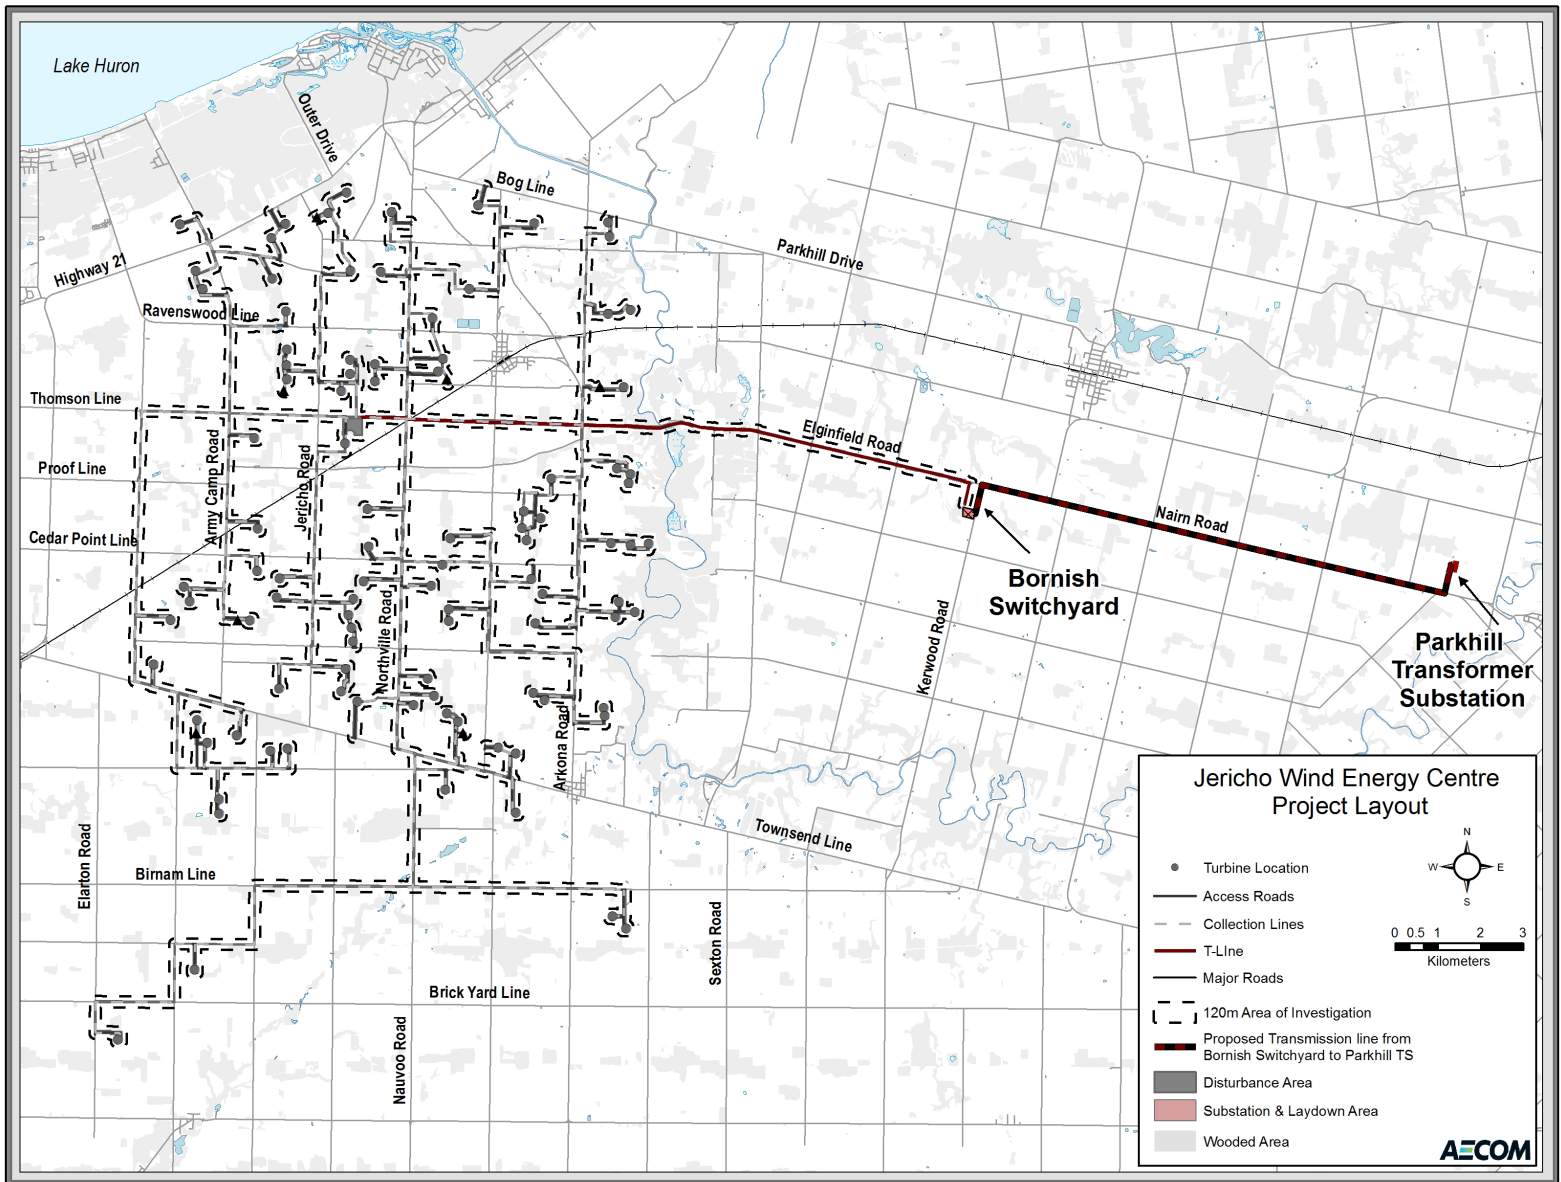 Lake Huron
Outer Drive
Bog Line
Parkhill Drive
Highway 21
Ravenswood Line
Thomson Line
Elginfield Road
Proof Line
Army Camp Road
Jericho Road
Cedar Point Line
Nairn Road
Bornish
Switchyard
Northville Road
Kerwood Road
Parkhill
Transformer
Substation
Arkona Road
Townsend Line
Elarton Road
Birnam Line
Sexton Road
Brick Yard Line
Nauvoo Road
Jericho Wind Energy Centre
Project Layout
Turbine Location
Access Roads
Collection Lines
T-LIne
Major Roads
120m Area of Investigation
Proposed Transmission line from
Bornish Switchyard to Parkhill TS
Disturbance Area
Substation & Laydown Area
Wooded Area
N
W
E
S
0 0.5 1 2 3
Kilometers
AECOM